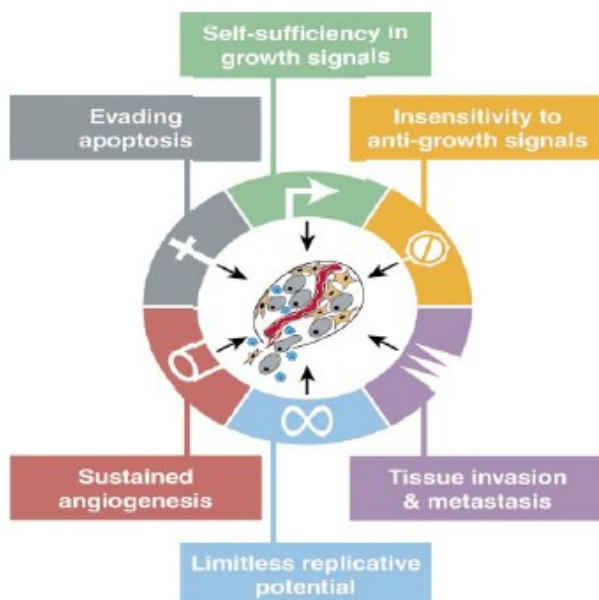 Self-sufficiency in
growth signals
Evading
apoptosis
Insensitivity to
anti-growth signals
Sustained
angiogenesis
Tissue invasion
& metastasis
Limitless replicative
potential